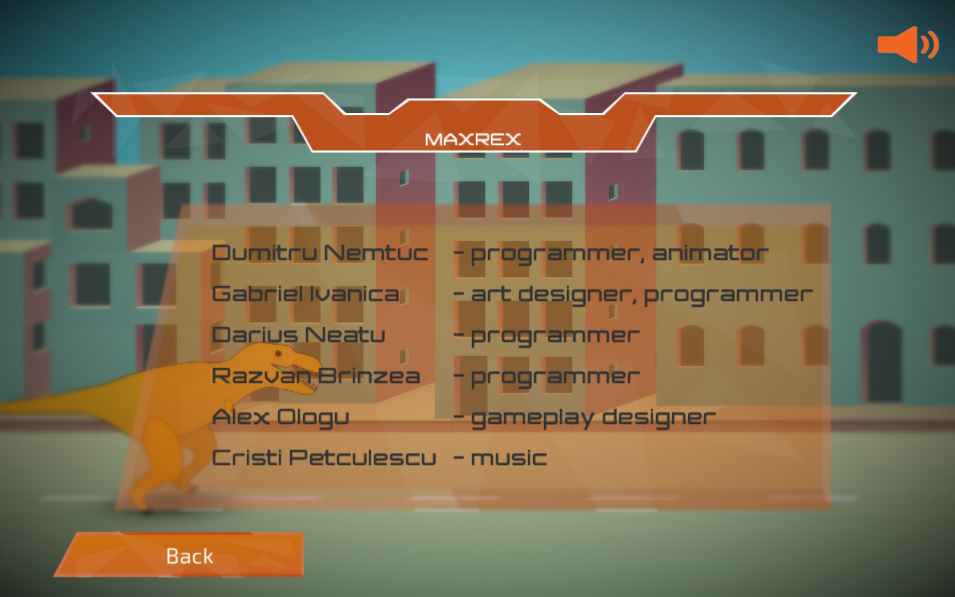 MAXREX
Dumitru Nemtuc - programmer, animator
Gabriel Ivanica - art designer, programmer
Darius Neatu - programmer
Razvan Brinzea - programmer
Alex Ologu - gameplay designer
Cristi Petculescu - music
Back